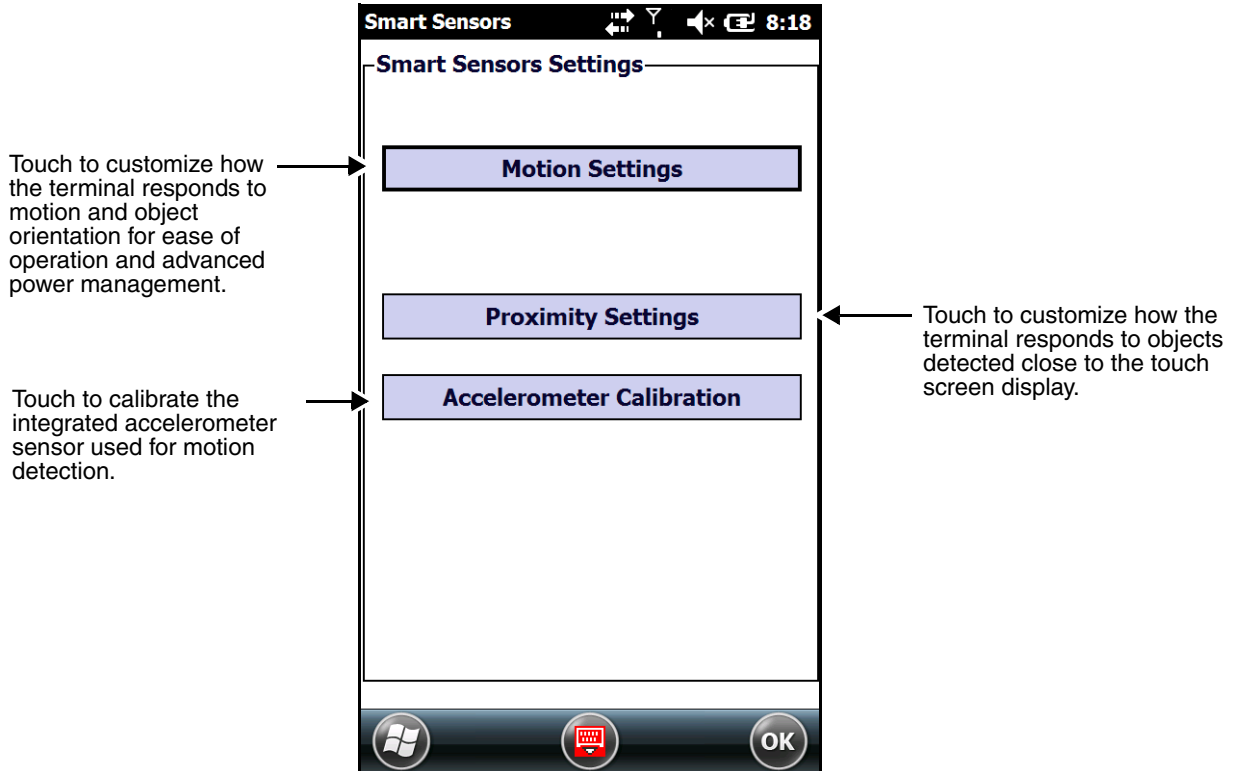 Smart Sensors 8:18
Smart Sensors Settings
Touch to customize how
the terminal responds to
motion and object
orientation for ease of
operation and advanced
power management.
Motion Settings
Proximity Settings
Touch to customize how the
terminal responds to objects
detected close to the touch
screen display.
Touch to calibrate the
integrated accelerometer
sensor used for motion
detection.
Accelerometer Calibration
OK